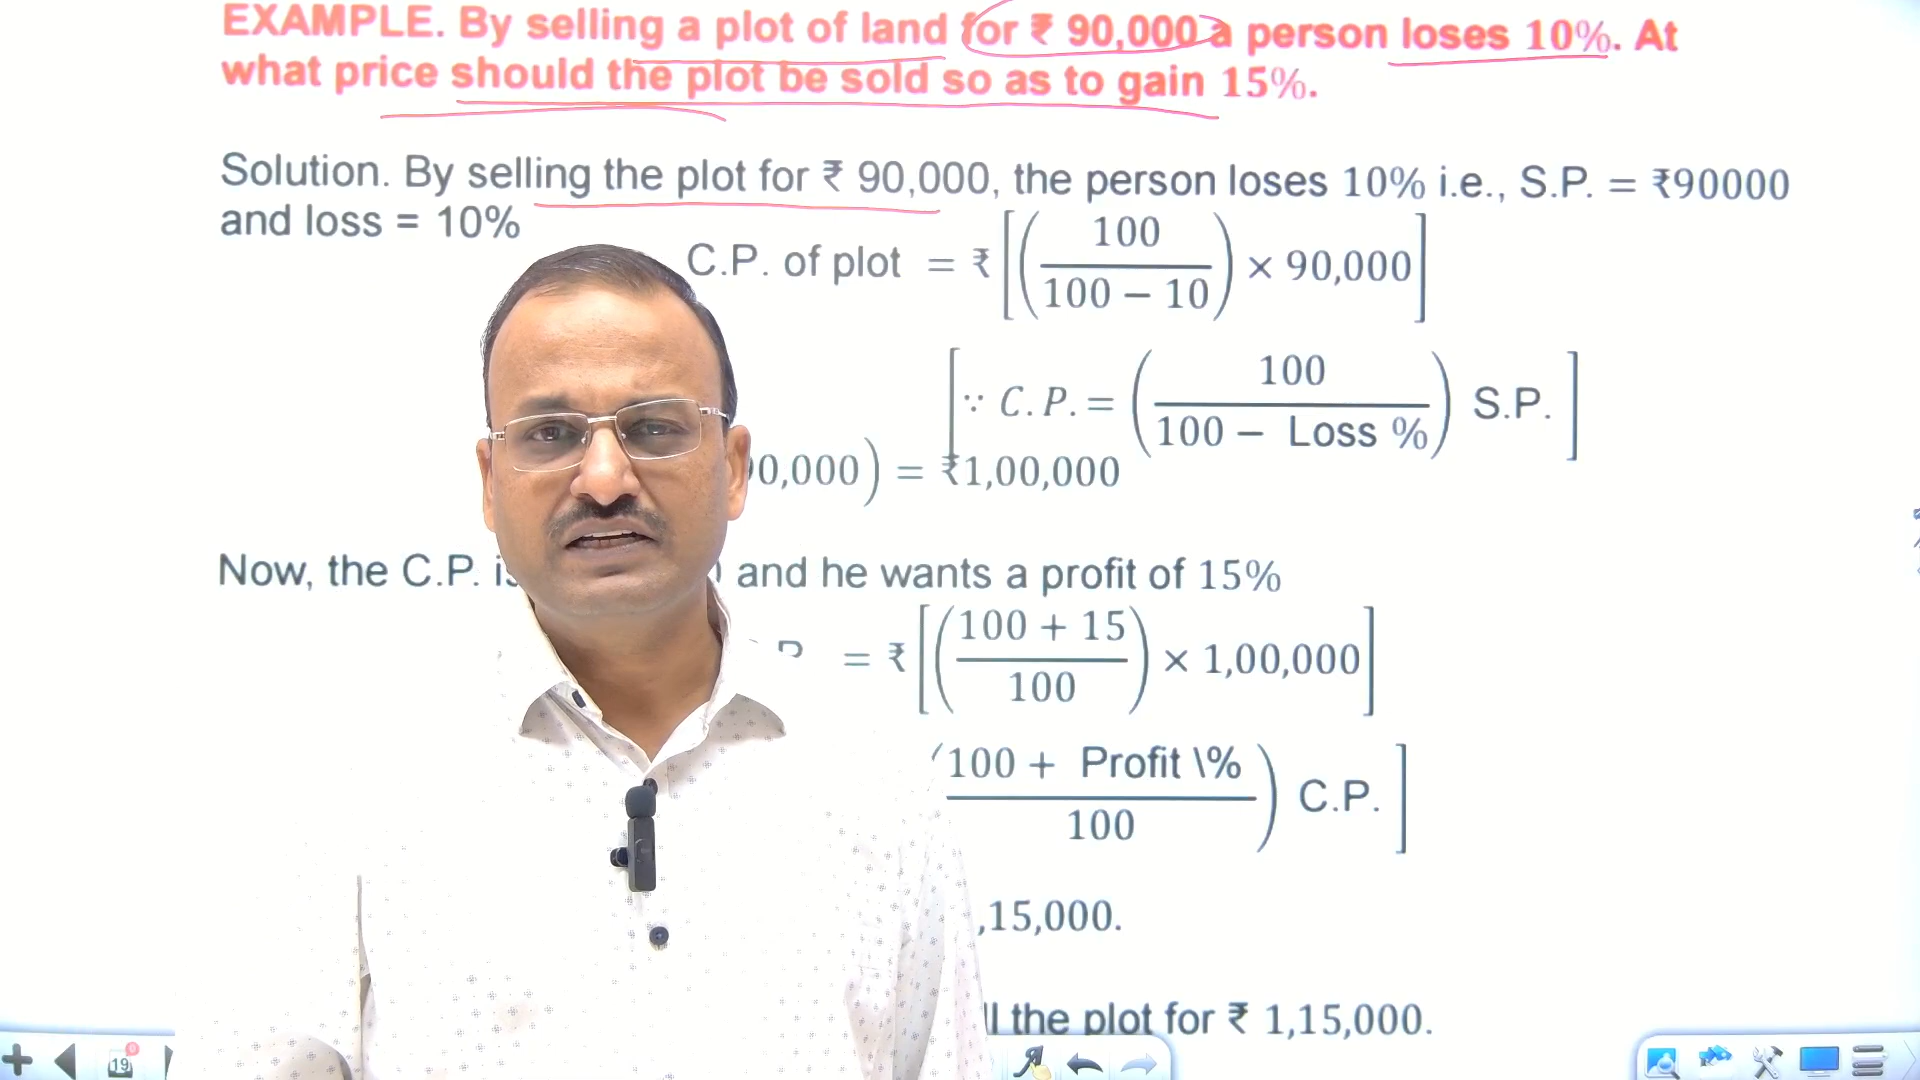 EXAMPLE. By selling a plot of land for ₹ 90,000 a person loses 10%. At
what price should the plot be sold so as to gain 15%.
Solution. By selling the plot for ₹ 90,000, the person loses 10% i.e., S.P. = ₹90000
and loss = 10%
C.P. of plot = ₹ [(100 / 100 − 10) × 90,000]
[∵ C.P. = (100 / 100 − Loss %) S.P. ]
0,000) = ₹1,00,000
Now, the C.P. and he wants a profit of 15%
= ₹ [(100 + 15 / 100) × 1,00,000]
(100 + Profit \% / 100) C.P. ]
,15,000.
the plot for ₹ 1,15,000.
19